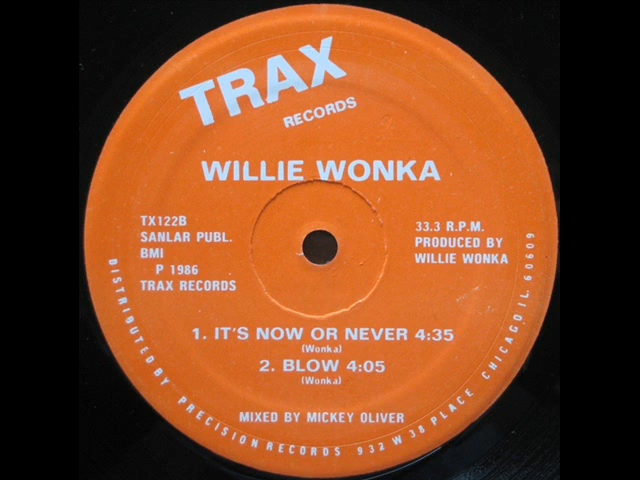 TRAX
RECORDS
WILLIE WONKA
TX122B
SANLAR PUBL.
BMI
P 1986
TRAX RECORDS
33.3 R.P.M.
PRODUCED BY
WILLIE WONKA
1. IT'S NOW OR NEVER 4:35
(Wonka)
2. BLOW 4:05
(Wonka)
MIXED BY MICKEY OLIVER
DISTRIBUTED BY PRECISION RECORDS 932 W 38 PLACE CHICAGO IL. 60609